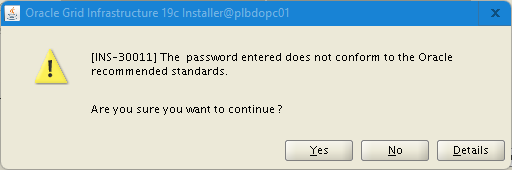 Oracle Grid Infrastructure 19c Installer@plbdopc01
[INS-30011] The password entered does not conform to the Oracle
recommended standards.
Are you sure you want to continue?
Yes No Details